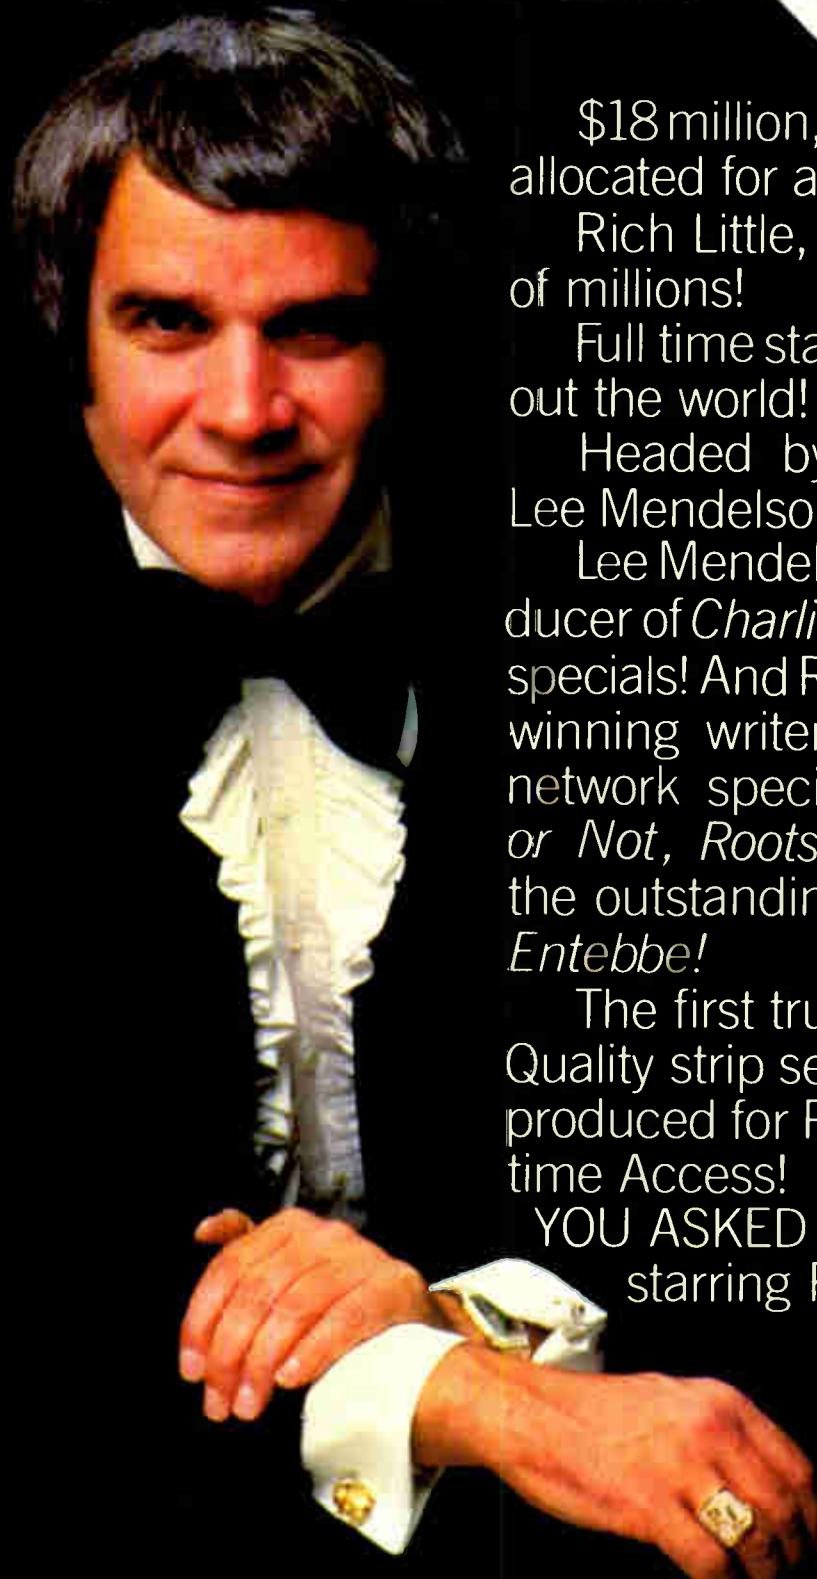 $18 million,
allocated for a
Rich Little,
of millions!
Full time sta
out the world!
Headed by
Lee Mendelso
Lee Mendel
ducer of Charli
specials! And R
winning writer
network speci
or Not, Roots
the outstandin
Entebbe!
The first tru
Quality strip se
produced for P
time Access!
YOU ASKED
starring R